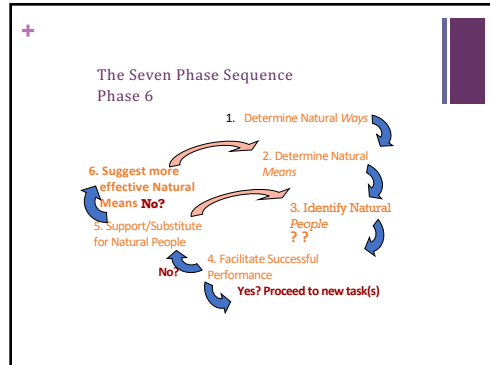 +
The Seven Phase Sequence
Phase 6
1. Determine Natural Ways
2. Determine Natural
Means
3. Identify Natural
People
? ?
4. Facilitate Successful
Performance
Yes? Proceed to new task(s)
No?
5. Support/Substitute
for Natural People
6. Suggest more
effective Natural
Means No?